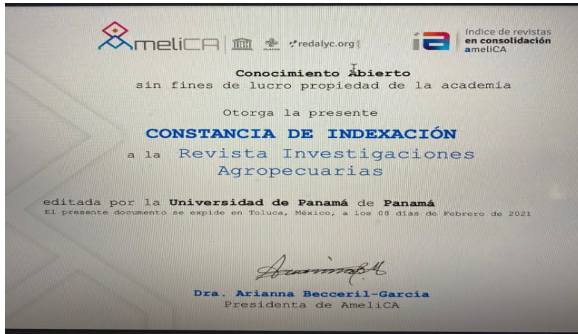 AmeliCA
redalyc.org
índice de revistas
en consolidación
ameliCA
Conocimiento Abierto
sin fines de lucro propiedad de la academia
Otorga la presente
CONSTANCIA DE INDEXACIÓN
a la Revista Investigaciones
Agropecuarias
editada por la Universidad de Panamá de Panamá
El presente documento se expide en Toluca, México, a los 08 días de Febrero de 2021
Dra. Arianna Becceril-García
Presidenta de AmeliCA